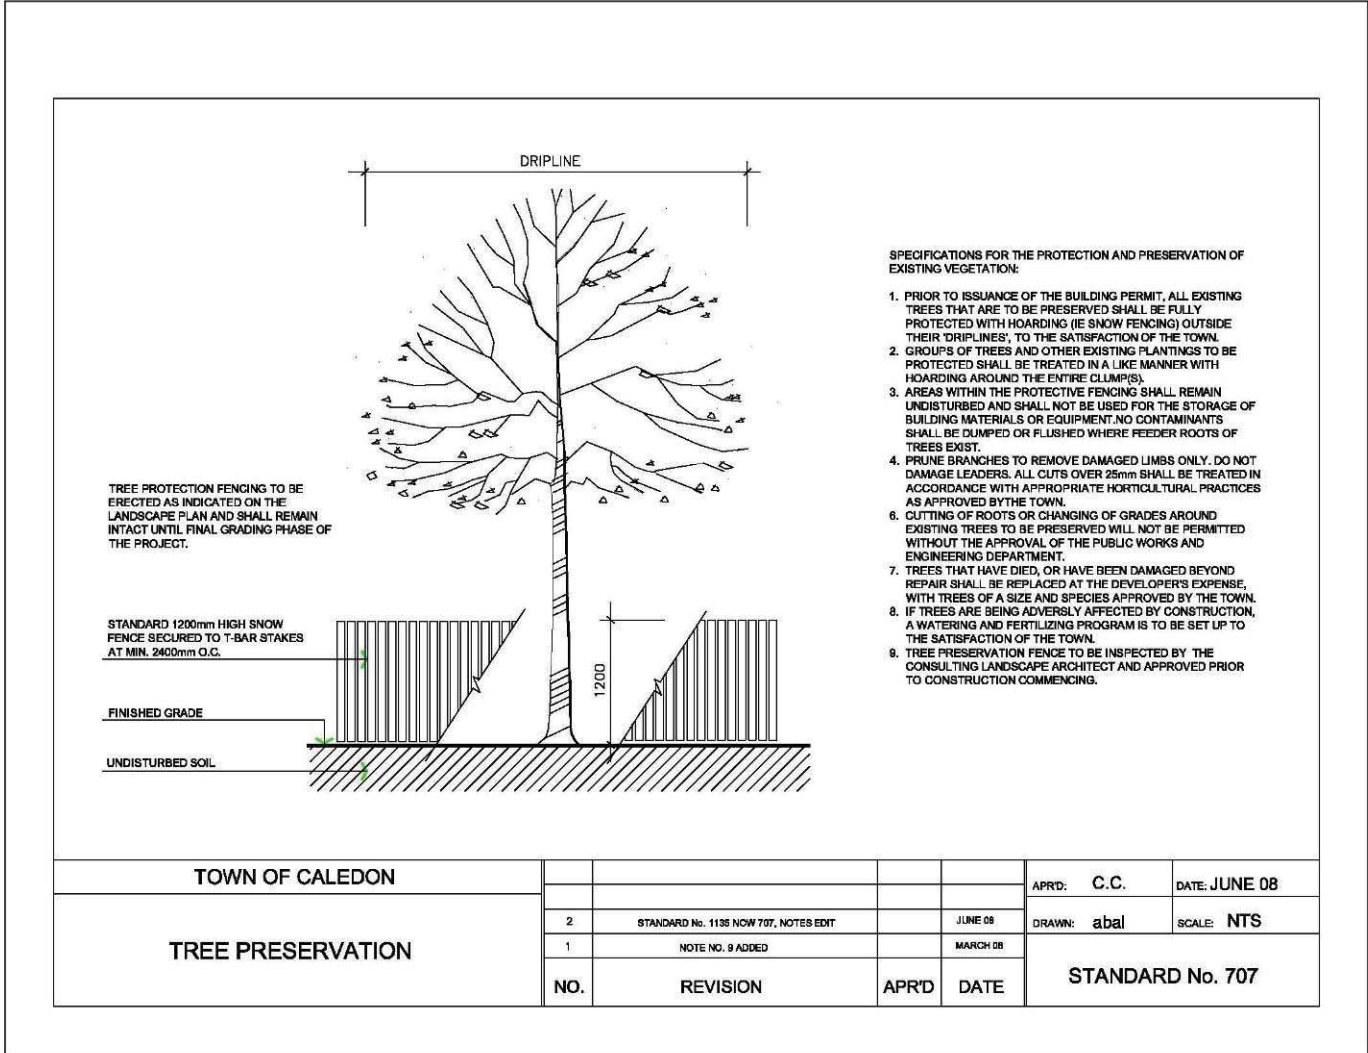 DRIPLINE
SPECIFICATIONS FOR THE PROTECTION AND PRESERVATION OF
EXISTING VEGETATION:
1. PRIOR TO ISSUANCE OF THE BUILDING PERMIT, ALL EXISTING
TREES THAT ARE TO BE PRESERVED SHALL BE FULLY
PROTECTED WITH HOARDING (IE SNOW FENCING) OUTSIDE
THEIR 'DRIPLINES', TO THE SATISFACTION OF THE TOWN.
2. GROUPS OF TREES AND OTHER EXISTING PLANTINGS TO BE
PROTECTED SHALL BE TREATED IN A LIKE MANNER WITH
HOARDING AROUND THE ENTIRE CLUMP(S).
3. AREAS WITHIN THE PROTECTIVE FENCING SHALL REMAIN
UNDISTURBED AND SHALL NOT BE USED FOR THE STORAGE OF
BUILDING MATERIALS OR EQUIPMENT.NO CONTAMINANTS
SHALL BE DUMPED OR FLUSHED WHERE FEEDER ROOTS OF
TREES EXIST.
4. PRUNE BRANCHES TO REMOVE DAMAGED LIMBS ONLY. DO NOT
DAMAGE LEADERS. ALL CUTS OVER 25mm SHALL BE TREATED IN
ACCORDANCE WITH APPROPRIATE HORTICULTURAL PRACTICES
AS APPROVED BYTHE TOWN.
6. CUTTING OF ROOTS OR CHANGING OF GRADES AROUND
EXISTING TREES TO BE PRESERVED WILL NOT BE PERMITTED
WITHOUT THE APPROVAL OF THE PUBLIC WORKS AND
ENGINEERING DEPARTMENT.
7. TREES THAT HAVE DIED, OR HAVE BEEN DAMAGED BEYOND
REPAIR SHALL BE REPLACED AT THE DEVELOPER'S EXPENSE,
WITH TREES OF A SIZE AND SPECIES APPROVED BY THE TOWN.
8. IF TREES ARE BEING ADVERSLY AFFECTED BY CONSTRUCTION,
A WATERING AND FERTILIZING PROGRAM IS TO BE SET UP TO
THE SATISFACTION OF THE TOWN.
9. TREE PRESERVATION FENCE TO BE INSPECTED BY THE
CONSULTING LANDSCAPE ARCHITECT AND APPROVED PRIOR
TO CONSTRUCTION COMMENCING.
TREE PROTECTION FENCING TO BE
ERECTED AS INDICATED ON THE
LANDSCAPE PLAN AND SHALL REMAIN
INTACT UNTIL FINAL GRADING PHASE OF
THE PROJECT.
STANDARD 1200mm HIGH SNOW
FENCE SECURED TO T-BAR STAKES
AT MIN. 2400mm O.C.
1200
FINISHED GRADE
UNDISTURBED SOIL
TOWN OF CALEDON
TREE PRESERVATION
2 STANDARD No. 1135 NOW 707, NOTES EDIT JUNE 08
1 NOTE NO. 9 ADDED MARCH 08
NO. REVISION APR'D DATE
APR'D: C.C. DATE: JUNE 08
DRAWN: abal SCALE: NTS
STANDARD No. 707